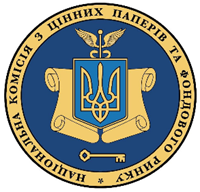 НАЦІОНАЛЬНА КОМІСІЯ З ЦІННИХ ПАПЕРІВ ТА ФОНДОВОГО РИНКУ